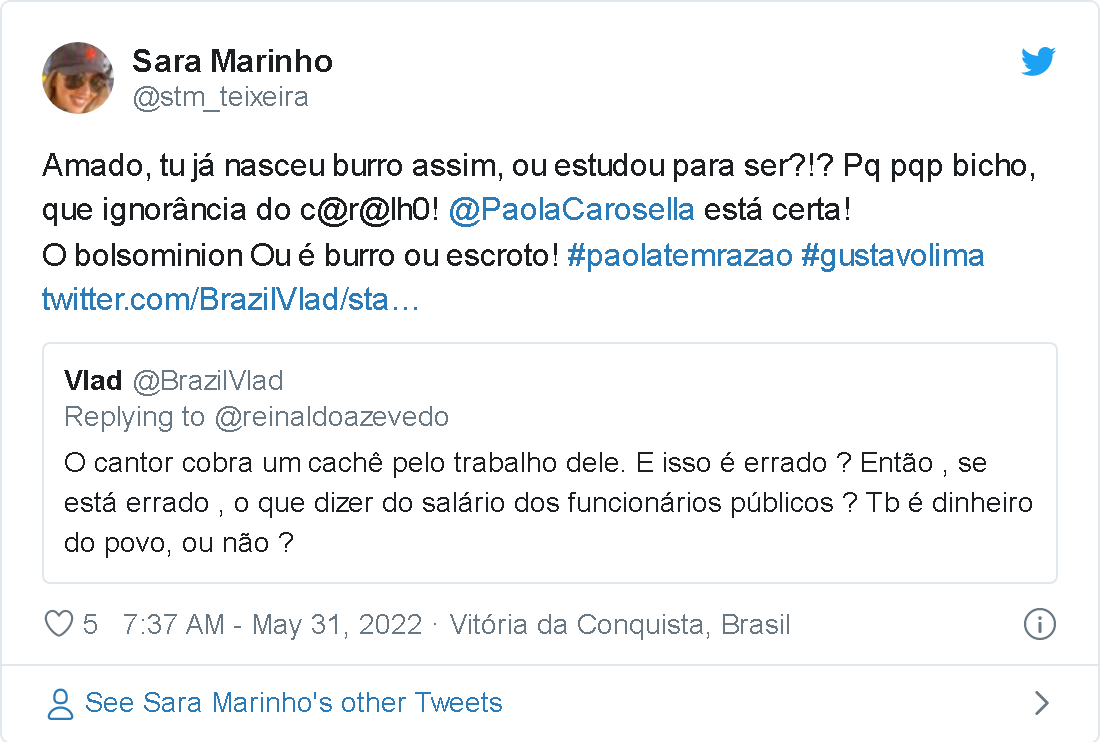 Sara Marinho
@stm_teixeira
Amado, tu já nasceu burro assim, ou estudou para ser?!? Pq pqp bicho,
que ignorância do c@r@lh0! @PaolaCarosella está certa!
O bolsominion Ou é burro ou escroto! #paolatemrazao #gustavolima
twitter.com/BrazilVlad/sta…
Vlad @BrazilVlad
Replying to @reinaldoazevedo
O cantor cobra um cachê pelo trabalho dele. E isso é errado ? Então , se
está errado , o que dizer do salário dos funcionários públicos ? Tb é dinheiro
do povo, ou não ?
5 7:37 AM - May 31, 2022 · Vitória da Conquista, Brasil
See Sara Marinho's other Tweets